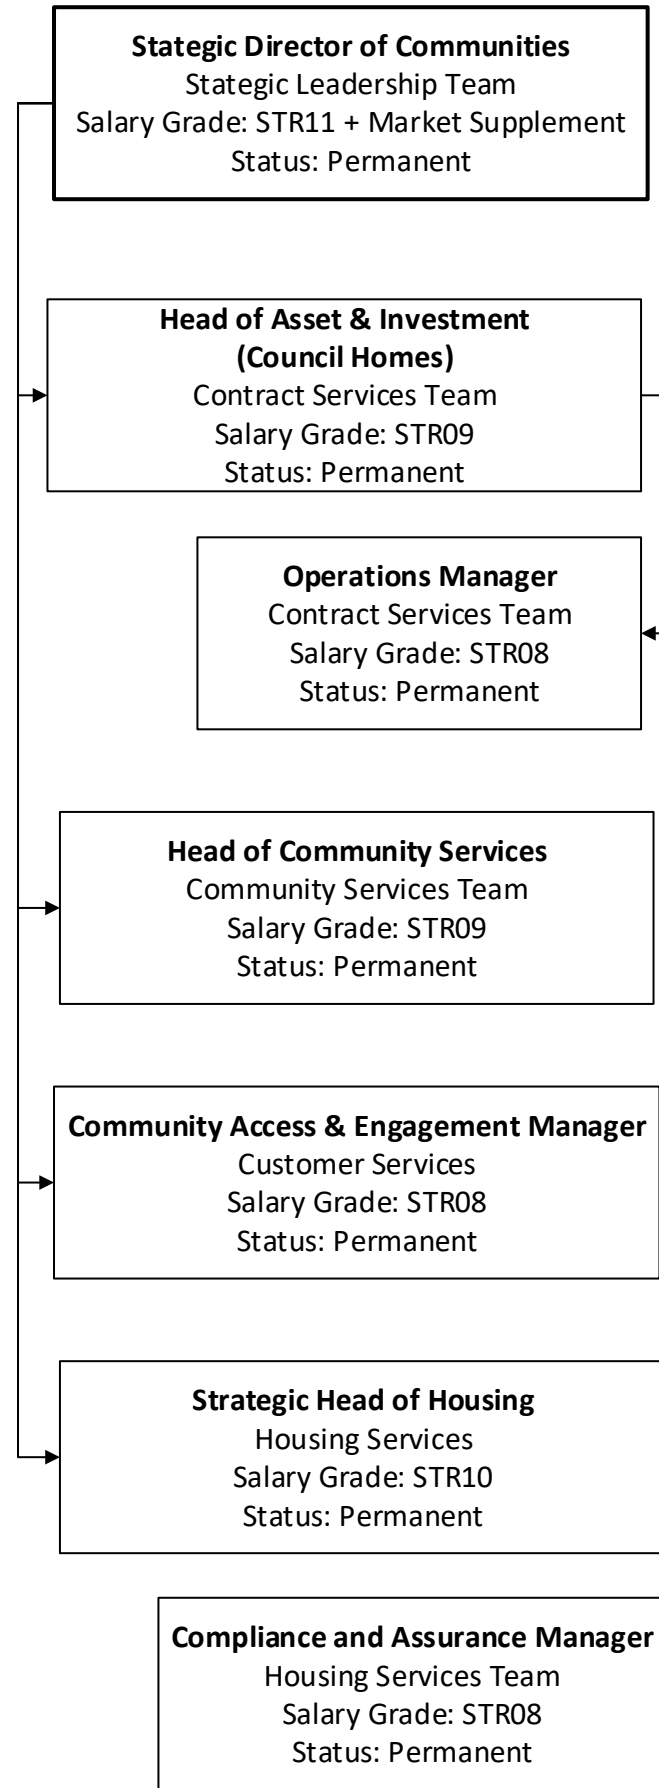 Stategic Director of Communities
Stategic Leadership Team
Salary Grade: STR11 + Market Supplement
Status: Permanent
Head of Asset & Investment
(Council Homes)
Contract Services Team
Salary Grade: STR09
Status: Permanent
Operations Manager
Contract Services Team
Salary Grade: STR08
Status: Permanent
Head of Community Services
Community Services Team
Salary Grade: STR09
Status: Permanent
Community Access & Engagement Manager
Customer Services
Salary Grade: STR08
Status: Permanent
Strategic Head of Housing
Housing Services
Salary Grade: STR10
Status: Permanent
Compliance and Assurance Manager
Housing Services Team
Salary Grade: STR08
Status: Permanent